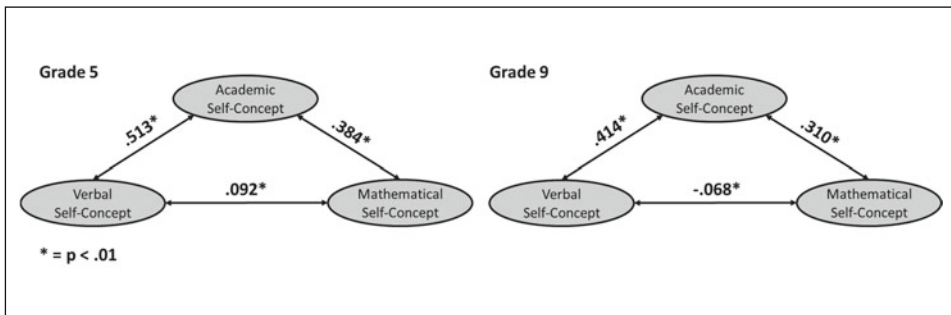 Grade 5
Academic
Self-Concept
.513*
.384*
Verbal
Self-Concept
.092*
Mathematical
Self-Concept
* = p < .01
Grade 9
Academic
Self-Concept
.414*
.310*
Verbal
Self-Concept
-.068*
Mathematical
Self-Concept